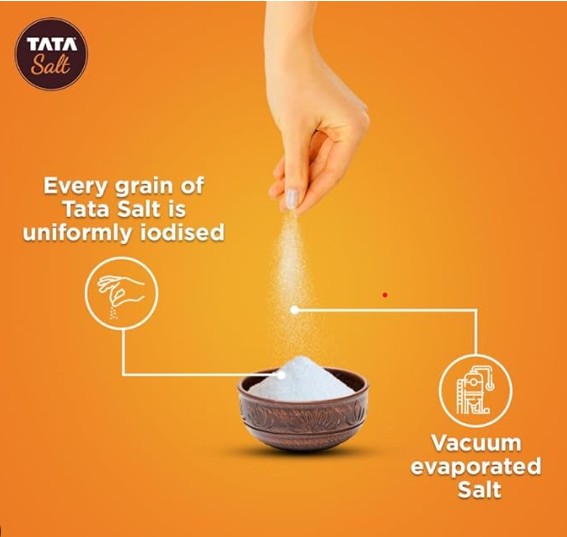 TATA
Salt
Every grain of
Tata Salt is
uniformly iodised
Vacuum
evaporated
Salt